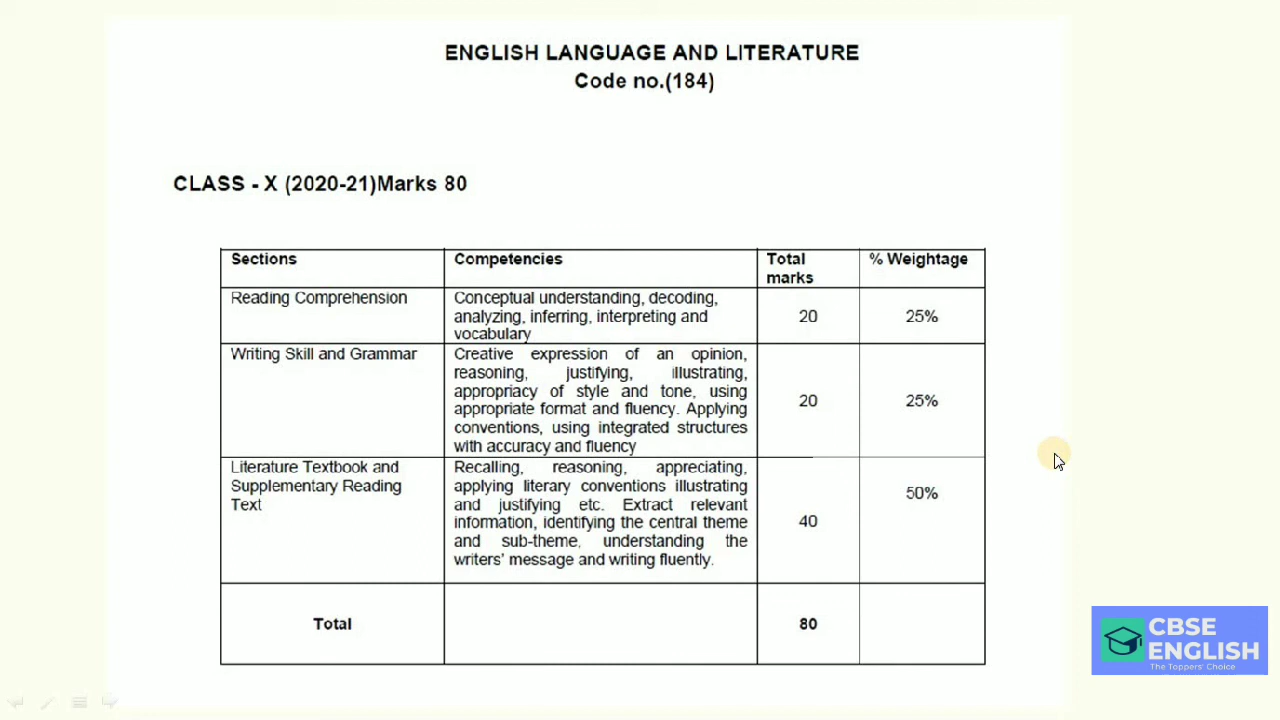 ENGLISH LANGUAGE AND LITERATURE
Code no.(184)
CLASS - X (2020-21)Marks 80
Sections
Competencies
Total
marks
% Weightage
Reading Comprehension
Conceptual understanding, decoding,
analyzing, inferring, interpreting and
vocabulary
20
25%
Writing Skill and Grammar
Creative expression of an opinion,
reasoning, justifying, illustrating,
appropriacy of style and tone, using
appropriate format and fluency. Applying
conventions, using integrated structures
with accuracy and fluency
20
25%
Literature Textbook and
Supplementary Reading
Text
Recalling, reasoning, appreciating,
applying literary conventions illustrating
and justifying etc. Extract relevant
information, identifying the central theme
and sub-theme, understanding the
writers' message and writing fluently.
40
50%
Total
80
CBSE
ENGLISH
The Toppers' Choice